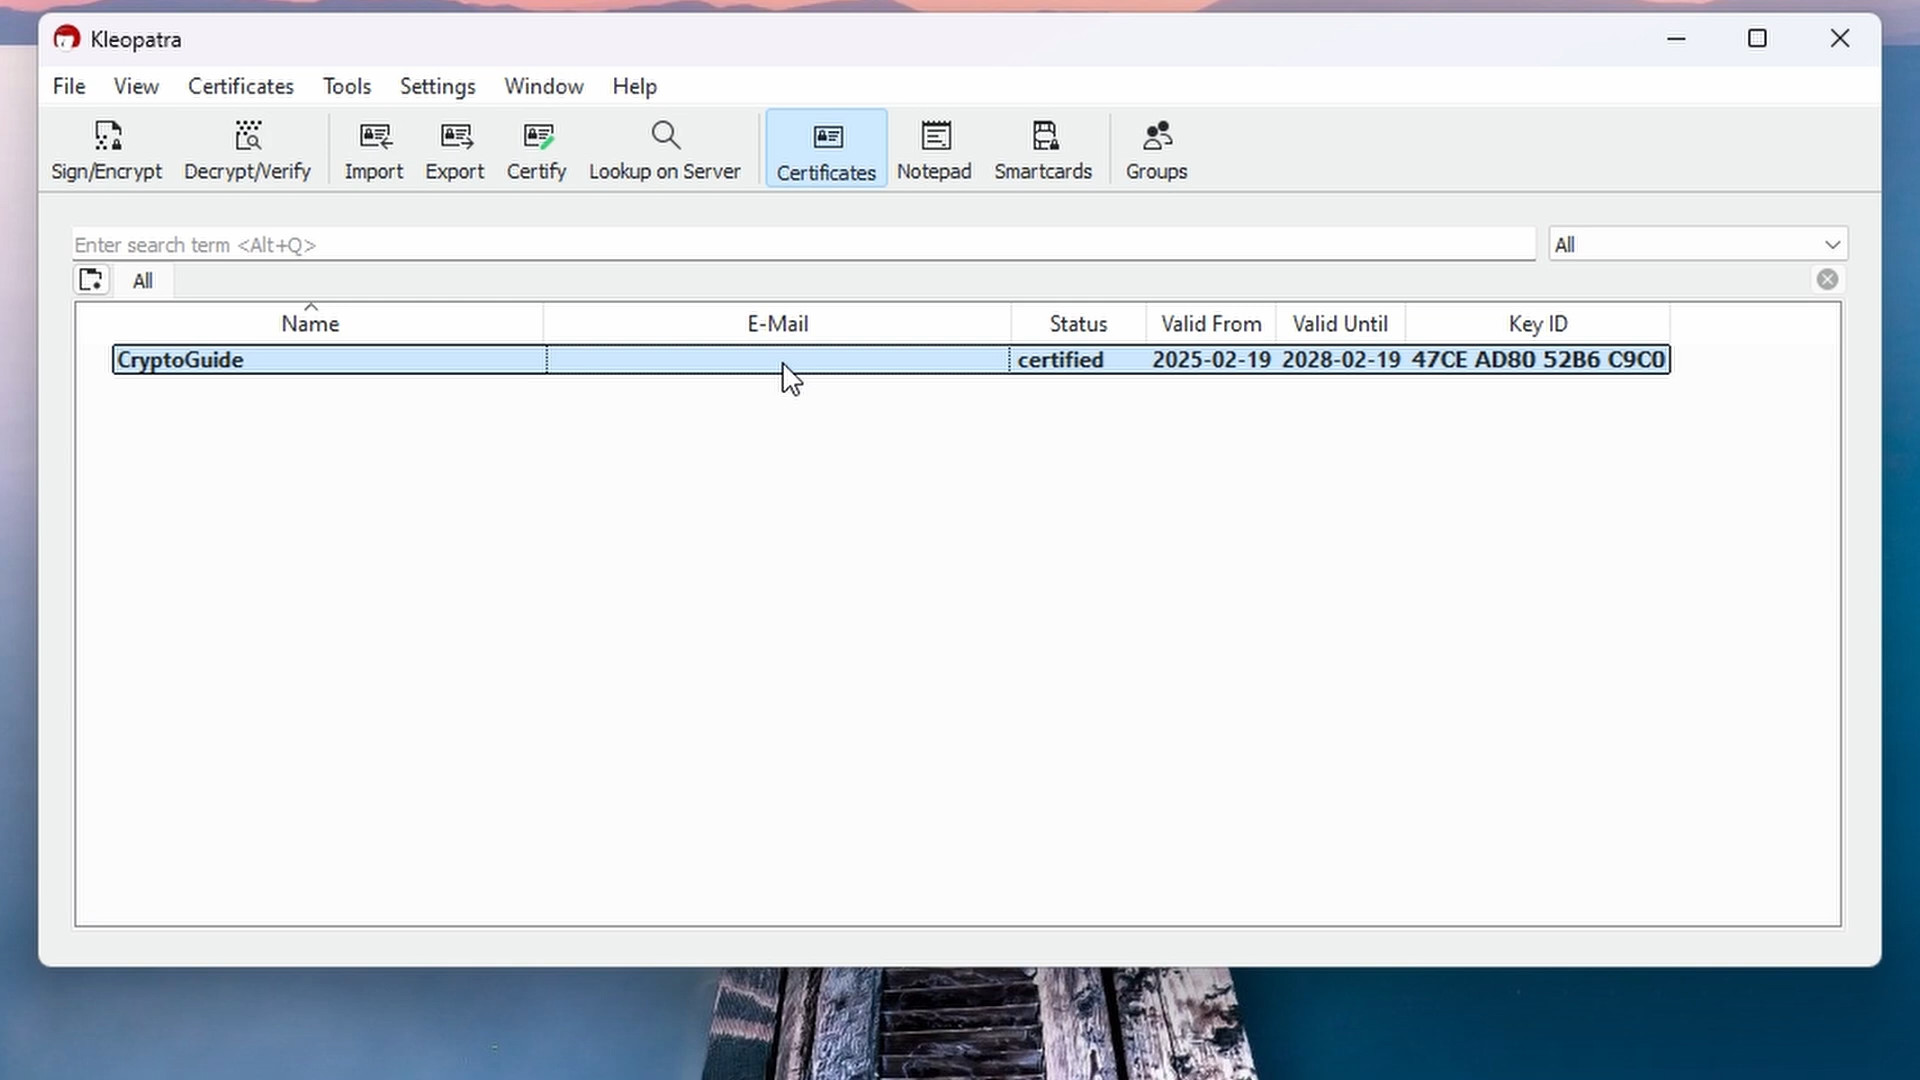 Kleopatra
File View Certificates Tools Settings Window Help
Sign/Encrypt Decrypt/Verify Import Export Certify Lookup on Server Certificates Notepad Smartcards Groups
Enter search term <Alt+Q> All
All
Name E-Mail Status Valid From Valid Until Key ID
CryptoGuide certified 2025-02-19 2028-02-19 47CE AD80 52B6 C9C0